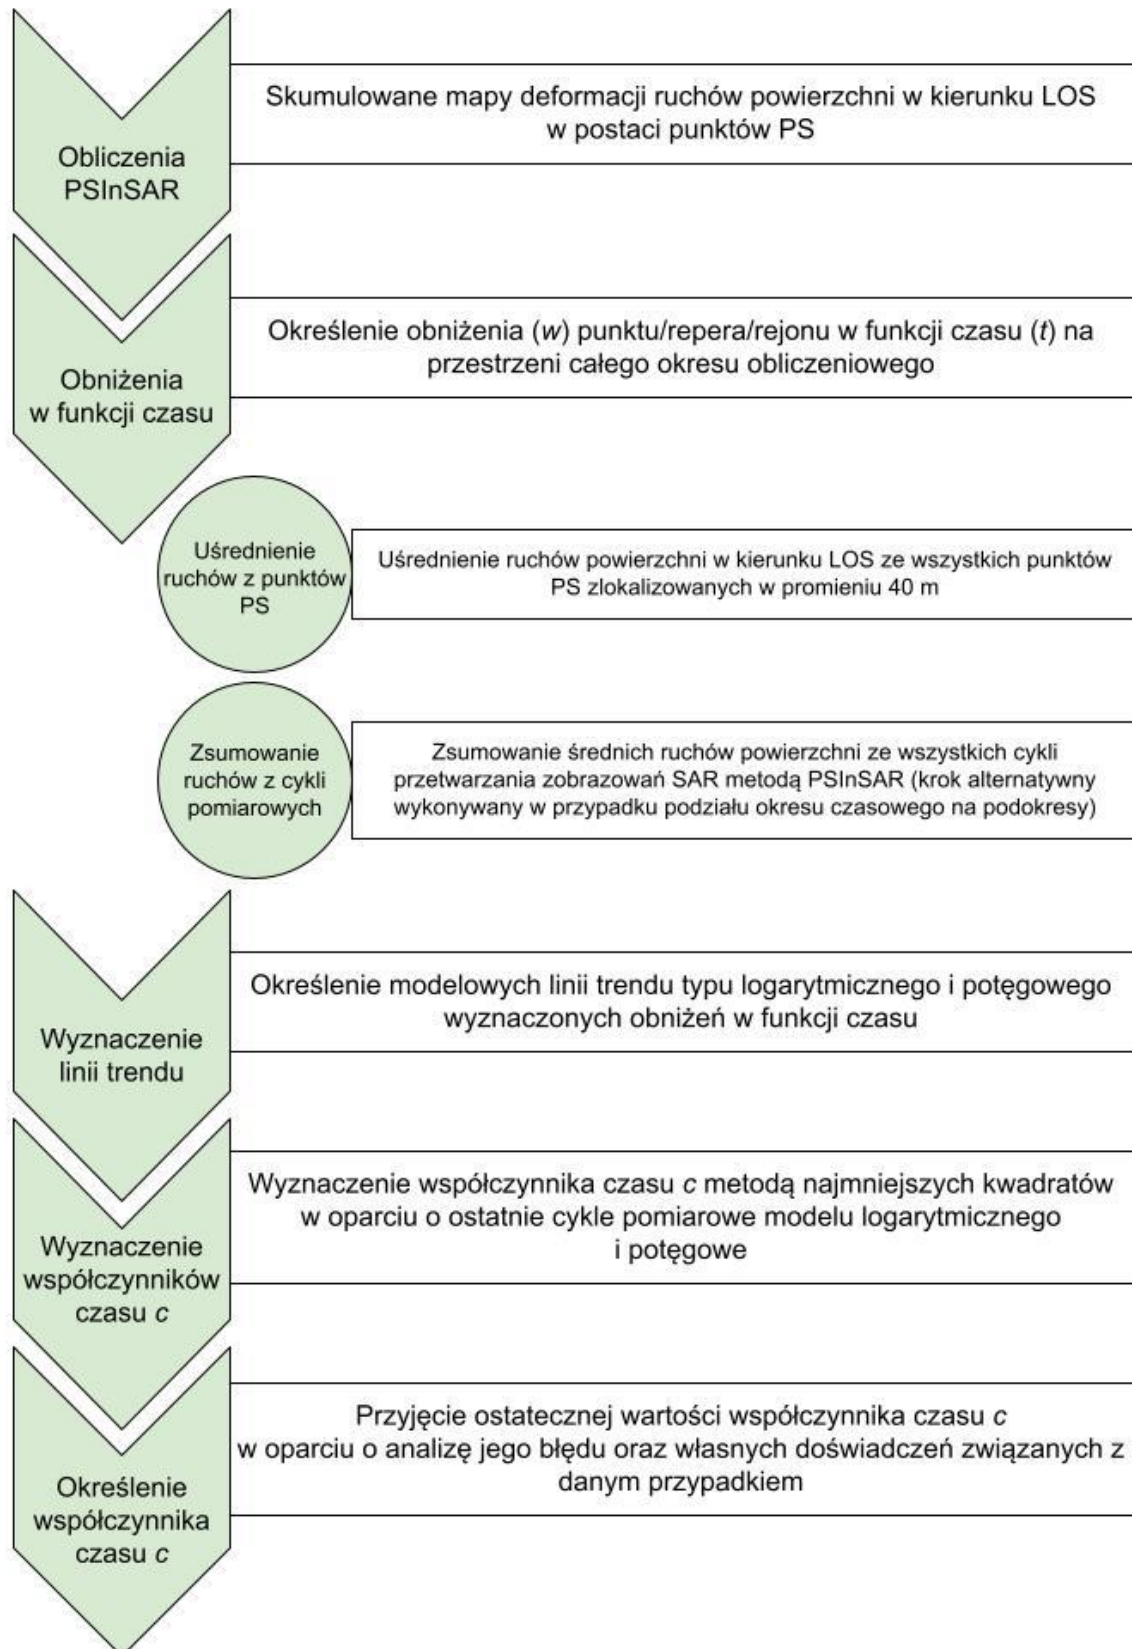 Obliczenia
PSInSAR
Skumulowane mapy deformacji ruchów powierzchni w kierunku LOS
w postaci punktów PS
Obniżenia
w funkcji czasu
Określenie obniżenia (w) punktu/repera/rejonu w funkcji czasu (t) na
przestrzeni całego okresu obliczeniowego
Uśrednienie
ruchów z punktów
PS
Uśrednienie ruchów powierzchni w kierunku LOS ze wszystkich punktów
PS zlokalizowanych w promieniu 40 m
Zsumowanie
ruchów z cykli
pomiarowych
Zsumowanie średnich ruchów powierzchni ze wszystkich cykli
przetwarzania zobrazowań SAR metodą PSInSAR (krok alternatywny
wykonywany w przypadku podziału okresu czasowego na podokresy)
Wyznaczenie
linii trendu
Określenie modelowych linii trendu typu logarytmicznego i potęgowego
wyznaczonych obniżeń w funkcji czasu
Wyznaczenie
współczynników
czasu c
Wyznaczenie współczynnika czasu c metodą najmniejszych kwadratów
w oparciu o ostatnie cykle pomiarowe modelu logarytmicznego
i potęgowe
Określenie
współczynnika
czasu c
Przyjęcie ostatecznej wartości współczynnika czasu c
w oparciu o analizę jego błędu oraz własnych doświadczeń związanych z
danym przypadkiem